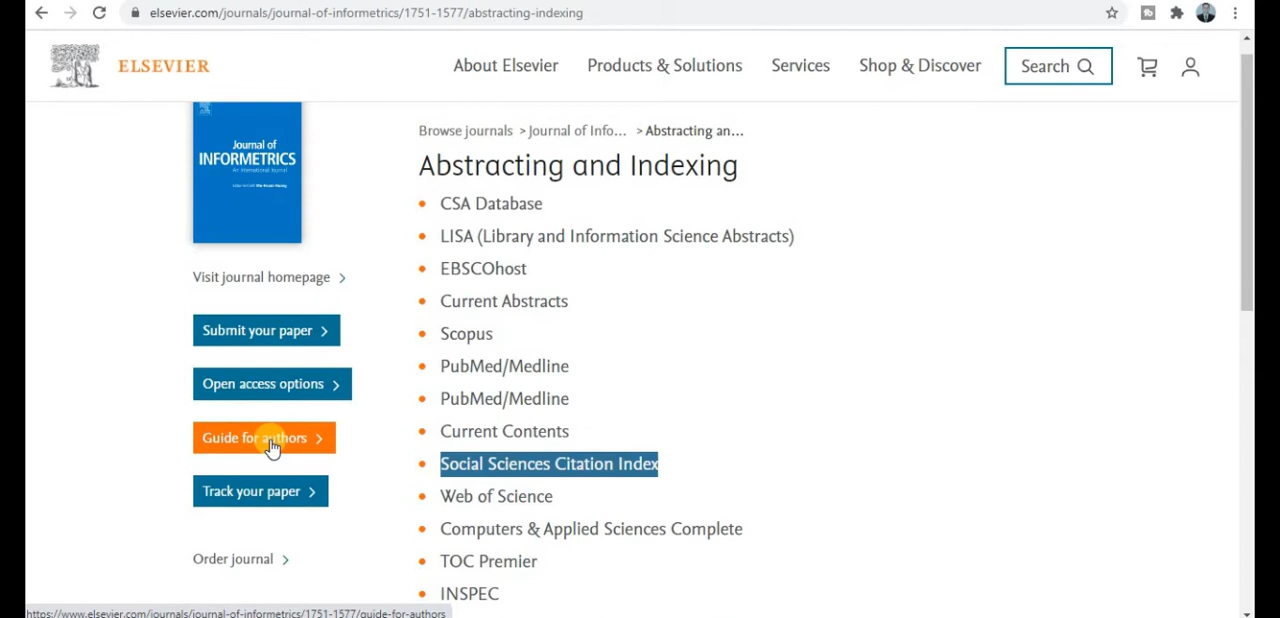 elsevier.com/journals/journal-of-informetrics/1751-1577/abstracting-indexing
ELSEVIER
About Elsevier
Products & Solutions
Services
Shop & Discover
Search
Journal of
INFORMETRICS
An International Journal
Browse journals > Journal of Info... > Abstracting an...
Abstracting and Indexing
• CSA Database
• LISA (Library and Information Science Abstracts)
• EBSCOhost
• Current Abstracts
• Scopus
• PubMed/Medline
• PubMed/Medline
• Current Contents
• Social Sciences Citation Index
• Web of Science
• Computers & Applied Sciences Complete
• TOC Premier
• INSPEC
Visit journal homepage >
Submit your paper >
Open access options >
Guide for authors >
Track your paper >
Order journal >
https://www.elsevier.com/journals/journal-of-informetrics/1751-1577/guide-for-authors